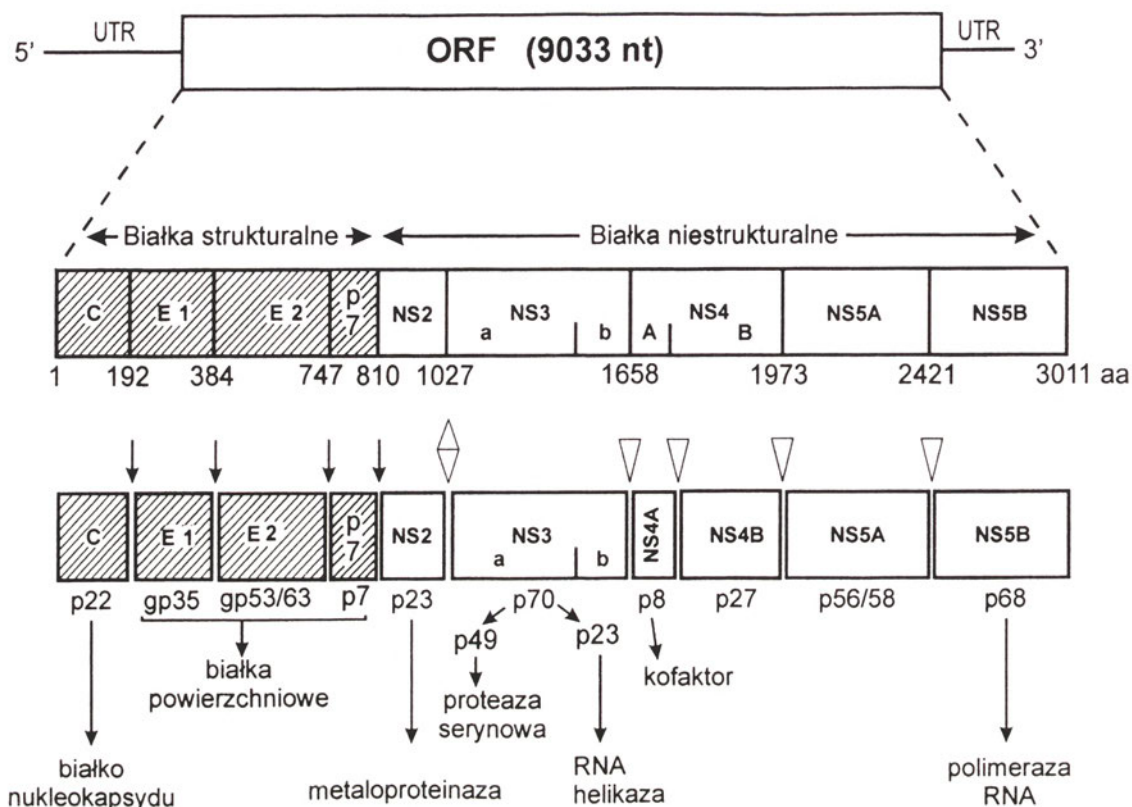 UTR
UTR
5’
ORF (9033 nt)
3’
Białka strukturalne
Białka niestrukturalne
C
E 1
E 2
p
7
NS2
NS3
NS4
NS5A
NS5B
a
b
A
B
1
192
384
747
810
1027
1658
1973
2421
3011 aa
C
E 1
E 2
p
7
NS2
NS3
a
b
NS4A
NS4B
NS5A
NS5B
p22
gp35
gp53/63
p7
p23
p70
p8
p27
p56/58
p68
p49
p23
białka
powierzchniowe
proteaza
serynowa
kofaktor
białko
nukleokapsydu
metaloproteinaza
RNA
helikaza
polimeraza
RNA